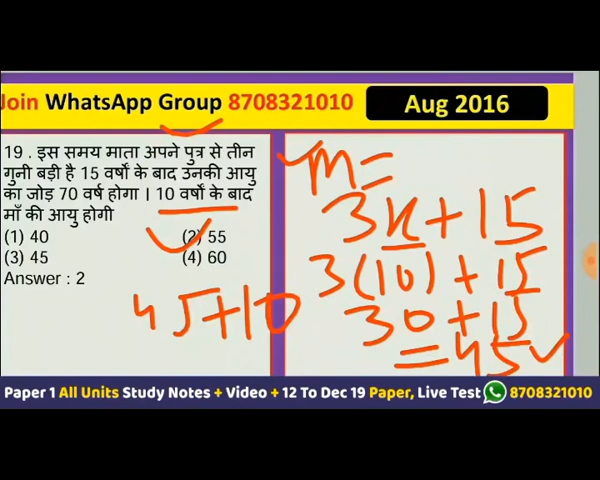 Join WhatsApp Group 8708321010
Aug 2016
19 . इस समय माता अपने पुत्र से तीन
गुनी बड़ी है 15 वर्षों के बाद उनकी आयु
का जोड़ 70 वर्ष होगा । 10 वर्षों के बाद
माँ की आयु होगी
(1) 40 (2) 55
(3) 45 (4) 60
Answer : 2
45+10
m=
3x+15
3(10)+15
30+15
=45
Paper 1 All Units Study Notes + Video + 12 To Dec 19 Paper, Live Test 8708321010